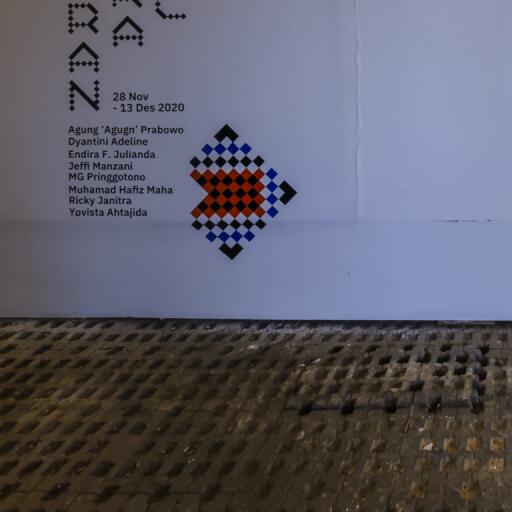 RAN
28 Nov
- 13 Des 2020
Agung 'Agugn' Prabowo
Dyantini Adeline
Endira F. Julianda
Jeffi Manzani
MG Pringgotono
Muhamad Hafiz Maha
Ricky Janitra
Yovista Ahtajida